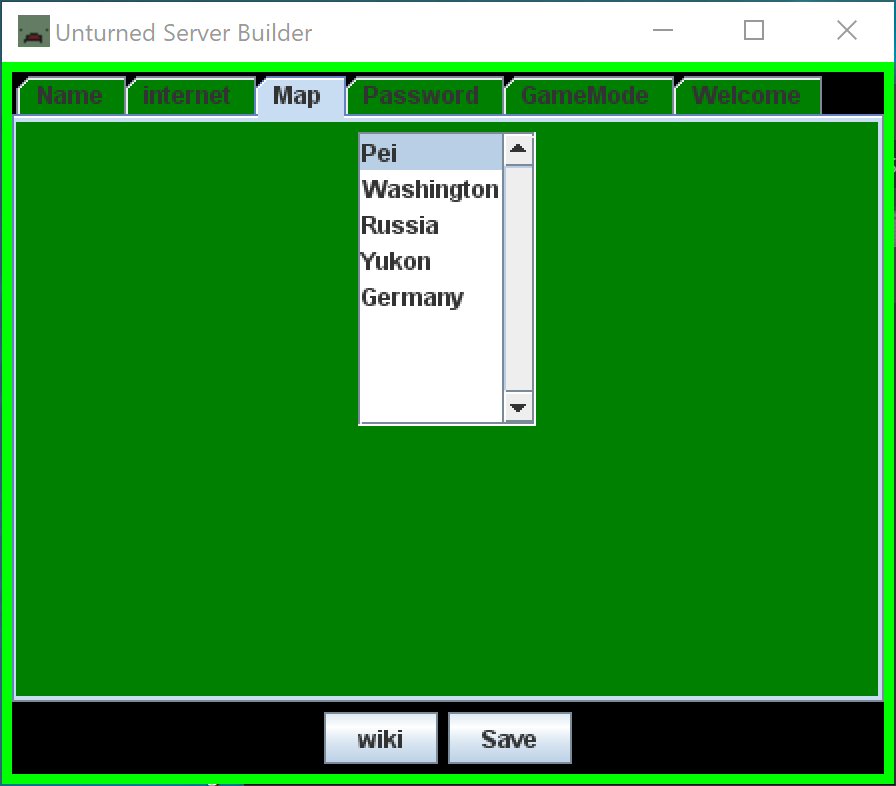 Unturned Server Builder
Name internet Map Password GameMode Welcome
Pei
Washington
Russia
Yukon
Germany
wiki Save